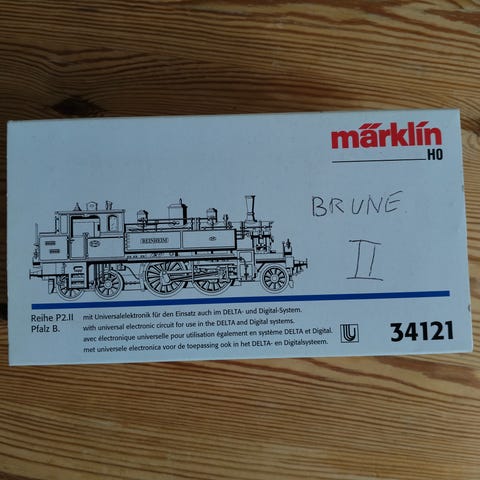 märklin
H0
BRUNE.
II
REINHEIM
Reihe P2.II
Pfalz B.
mit Universalelektronik für den Einsatz auch im DELTA- und Digital-System.
with universal electronic circuit for use in the DELTA and Digital systems.
avec électronique universelle pour utilisation également en système DELTA et Digital.
met universele electronica voor de toepassing ook in het DELTA- en Digitalsysteem.
U
34121